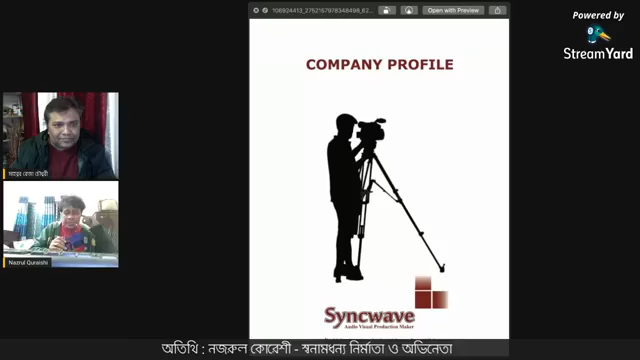 106924413_2752157978348498_62...
Open with Preview
Powered by
StreamYard
COMPANY PROFILE
Nazrul Quraishi
Syncwave
Audio Visual Production Maker
অতিথি : নজরুল কোরেশী - স্বনামধন্য নির্মাতা ও অভিনেতা